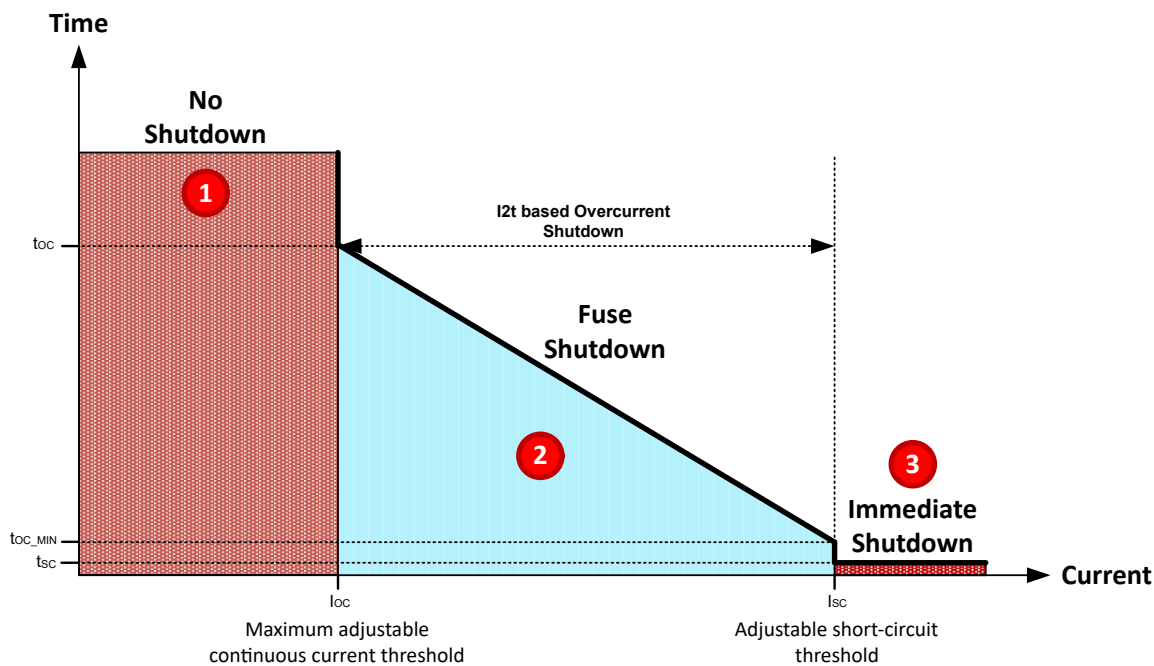 Time
No
Shutdown
1
I2t based Overcurrent
Shutdown
tOC
Fuse
Shutdown
2
3
Immediate
Shutdown
tOC_MIN
tSC
Current
IOC
ISC
Maximum adjustable
continuous current threshold
Adjustable short-circuit
threshold